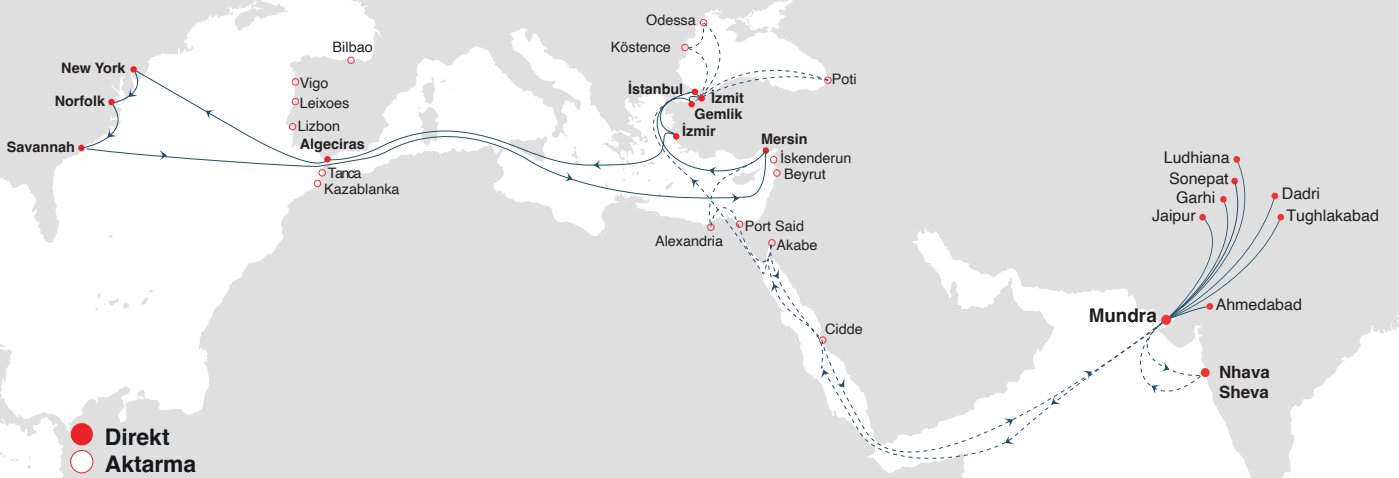 Odessa
Köstence
Bilbao
New York
Vigo
Poti
İstanbul
İzmit
Norfolk
Leixoes
Gemlik
Lizbon
İzmir
Algeciras
Mersin
Savannah
İskenderun
Tanca
Beyrut
Kazablanka
Ludhiana
Sonepat
Garhi
Dadri
Jaipur
Tughlakabad
Port Said
Alexandria
Akabe
Ahmedabad
Mundra
Cidde
Nhava
Sheva
Direkt
Aktarma